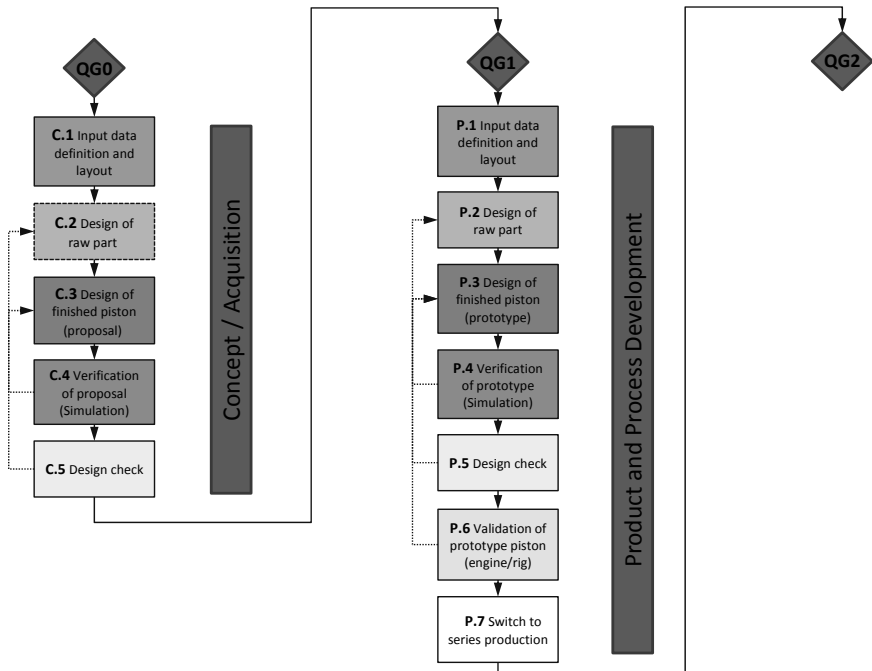 QG0
C.1 Input data
definition and
layout
C.2 Design of
raw part
C.3 Design of
finished piston
(proposal)
C.4 Verification
of proposal
(Simulation)
C.5 Design check
Concept / Acquisition
QG1
P.1 Input data
definition and
layout
P.2 Design of
raw part
P.3 Design of
finished piston
(prototype)
P.4 Verification
of prototype
(Simulation)
P.5 Design check
P.6 Validation of
prototype piston
(engine/rig)
P.7 Switch to
series production
Product and Process Development
QG2